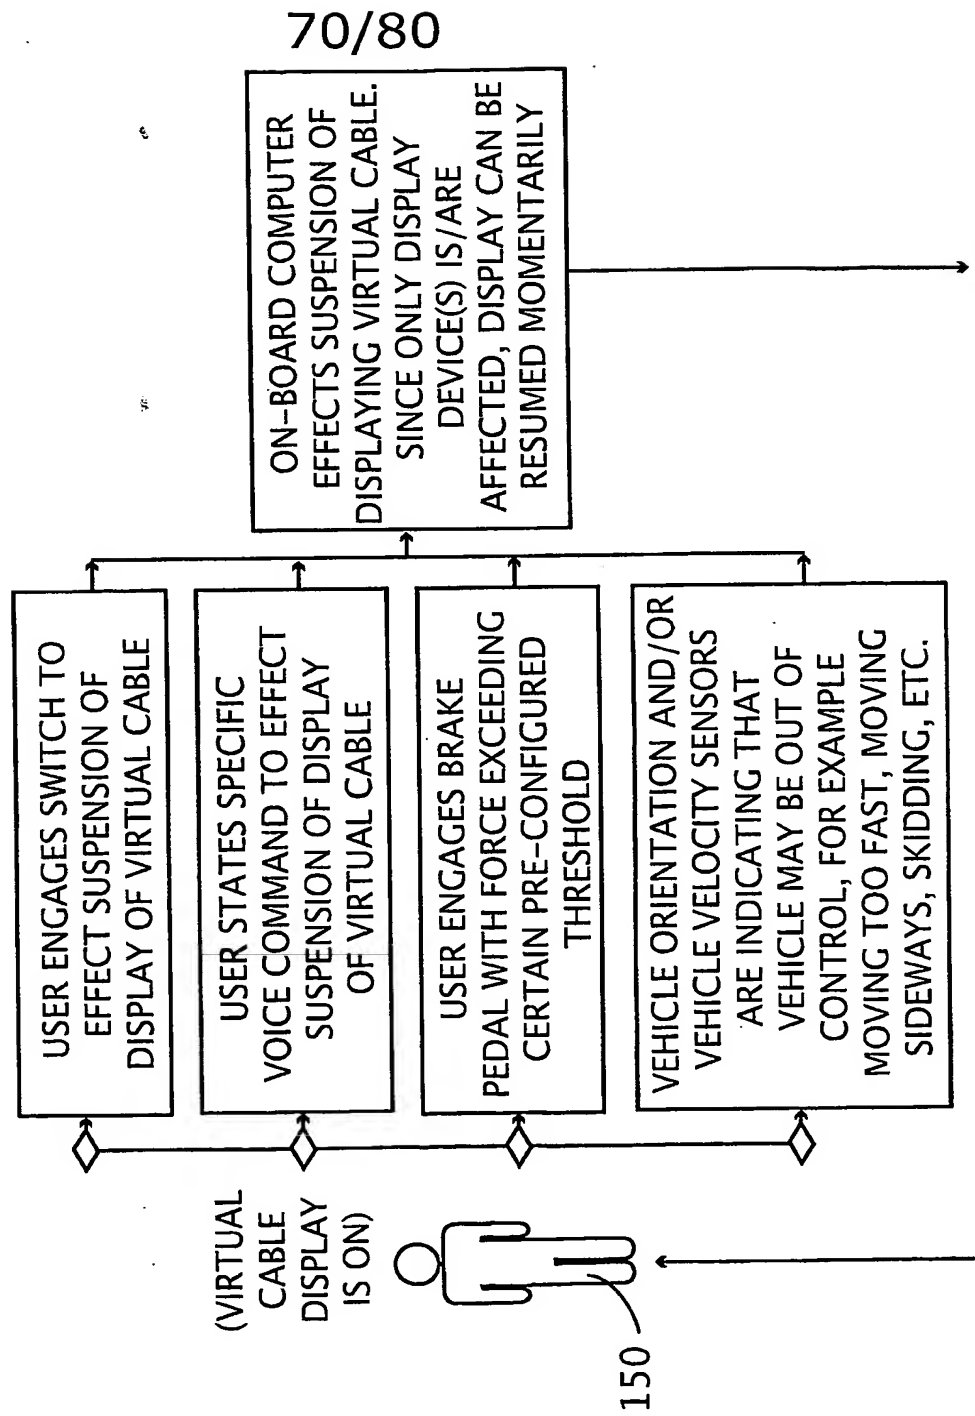 70/80
(VIRTUAL
CABLE
DISPLAY
IS ON)
150
USER ENGAGES SWITCH TO
EFFECT SUSPENSION OF
DISPLAY OF VIRTUAL CABLE
USER STATES SPECIFIC
VOICE COMMAND TO EFFECT
SUSPENSION OF DISPLAY
OF VIRTUAL CABLE
USER ENGAGES BRAKE
PEDAL WITH FORCE EXCEEDING
CERTAIN PRE-CONFIGURED
THRESHOLD
VEHICLE ORIENTATION AND/OR
VEHICLE VELOCITY SENSORS
ARE INDICATING THAT
VEHICLE MAY BE OUT OF
CONTROL, FOR EXAMPLE
MOVING TOO FAST, MOVING
SIDEWAYS, SKIDDING, ETC.
ON-BOARD COMPUTER
EFFECTS SUSPENSION OF
DISPLAYING VIRTUAL CABLE.
SINCE ONLY DISPLAY
DEVICE(S) IS/ARE
AFFECTED, DISPLAY CAN BE
RESUMED MOMENTARILY